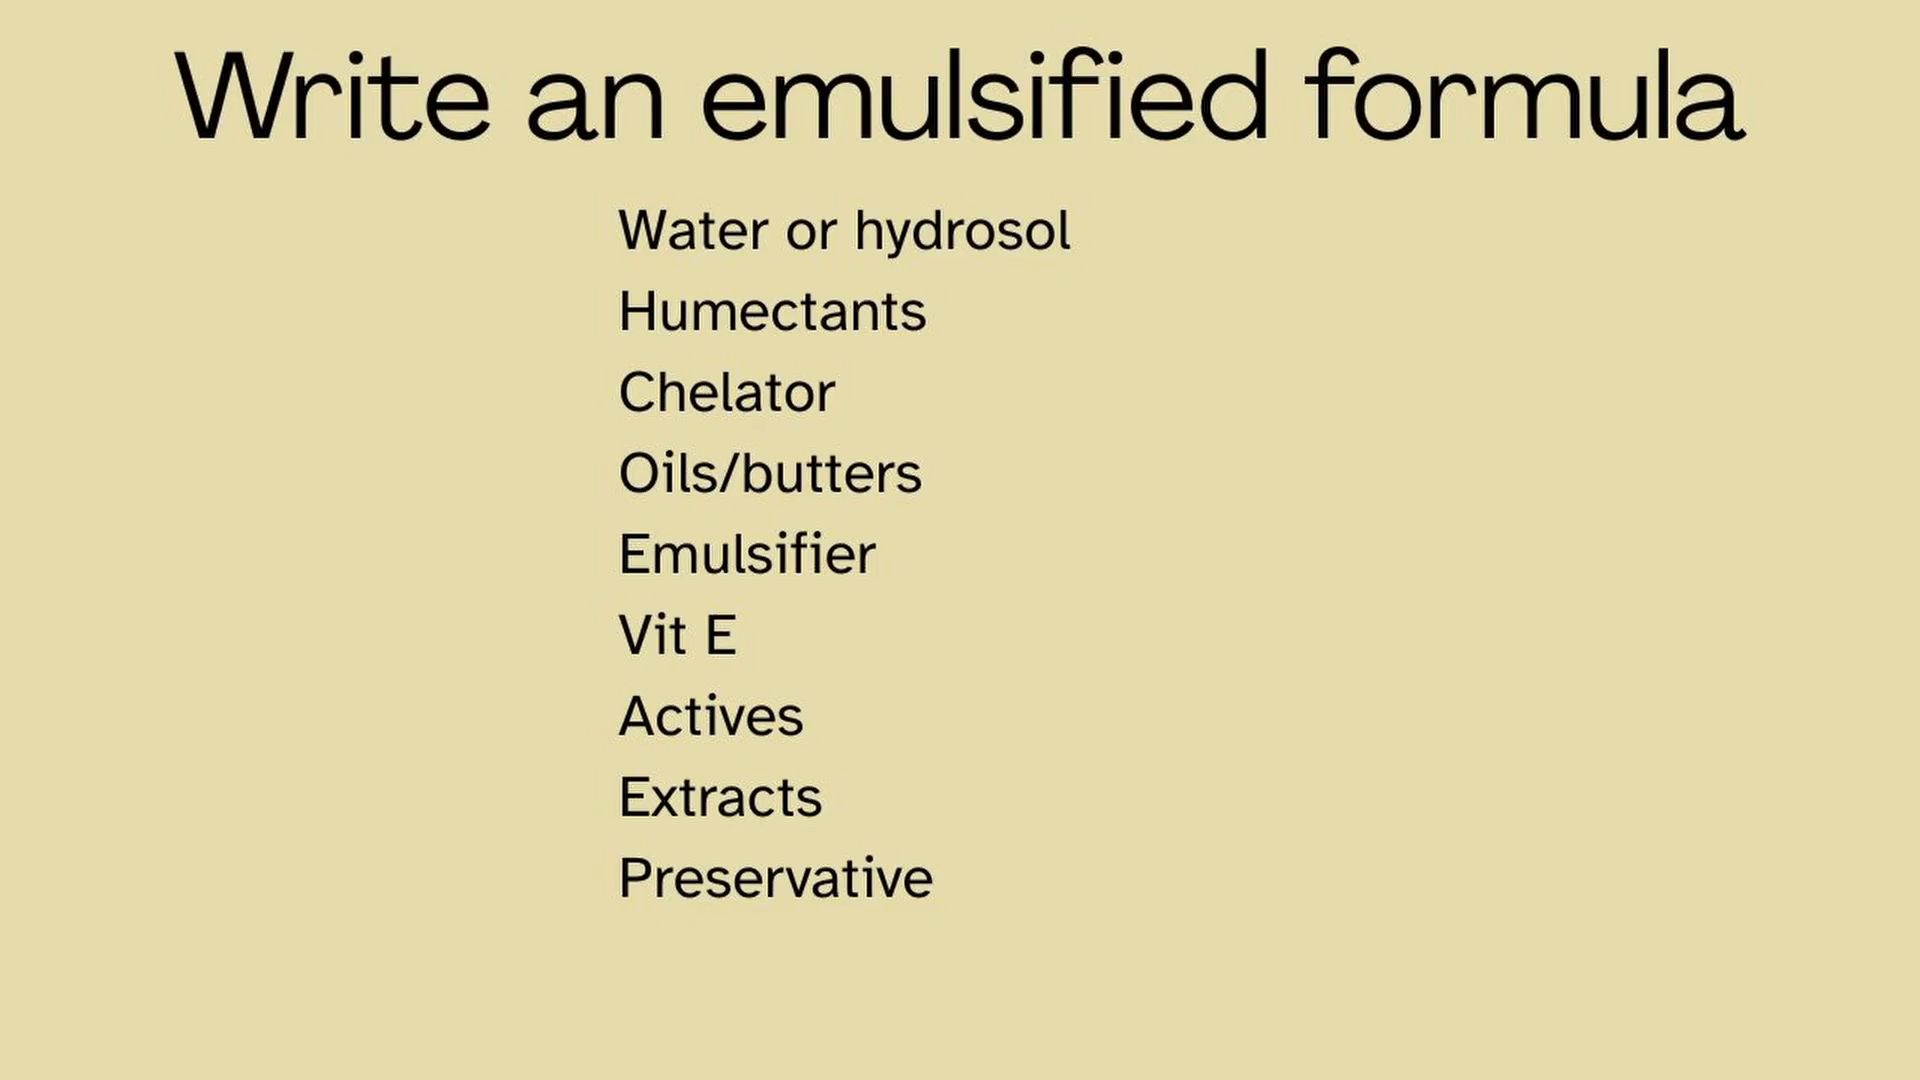 Write an emulsified formula
Water or hydrosol
Humectants
Chelator
Oils/butters
Emulsifier
Vit E
Actives
Extracts
Preservative